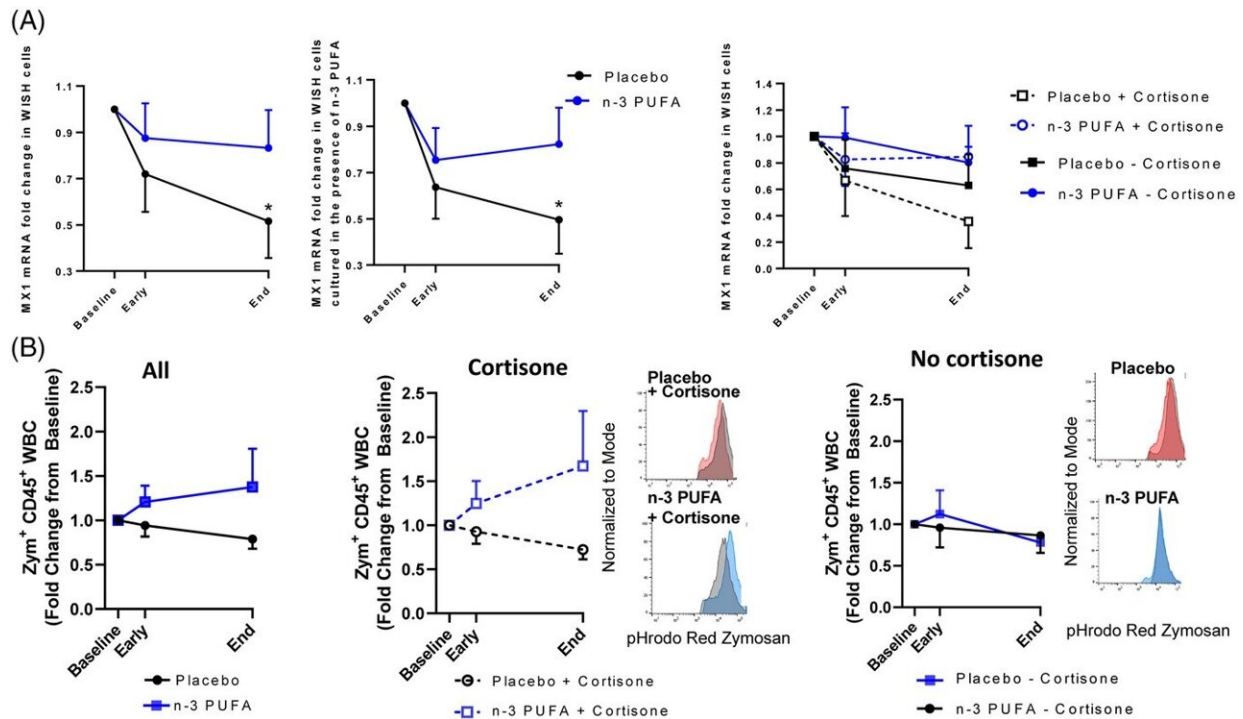 (A)
MX1 mRNA fold change in WISH cells
1.1
0.9
0.7
0.5
0.3
*
Baseline
Early
End
MX1 mRNA fold change in WISH cells
cultured in the presence of n-3 PUFA
1.1
0.9
0.7
0.5
0.3
*
Baseline
Early
End
Placebo
n-3 PUFA
MX1 mRNA fold change in WISH cells
1.4
1.2
1.0
0.8
0.6
0.4
0.2
0.0
Baseline
Early
End
Placebo + Cortisone
n-3 PUFA + Cortisone
Placebo - Cortisone
n-3 PUFA - Cortisone
(B)
All
Zym⁺ CD45⁺ WBC
(Fold Change from Baseline)
2.5
2.0
1.5
1.0
0.5
0.0
Baseline
Early
End
Placebo
n-3 PUFA
Cortisone
Zym⁺ CD45⁺ WBC
(Fold Change from Baseline)
2.5
2.0
1.5
1.0
0.5
0.0
Baseline
Early
End
Placebo + Cortisone
n-3 PUFA + Cortisone
Normalized to Mode
Placebo
+ Cortisone
n-3 PUFA
+ Cortisone
pHrodo Red Zymosan
No cortisone
Zym⁺ CD45⁺ WBC
(Fold Change from Baseline)
2.5
2.0
1.5
1.0
0.5
0.0
Baseline
Early
End
Placebo - Cortisone
n-3 PUFA - Cortisone
Normalized to Mode
Placebo
n-3 PUFA
pHrodo Red Zymosan